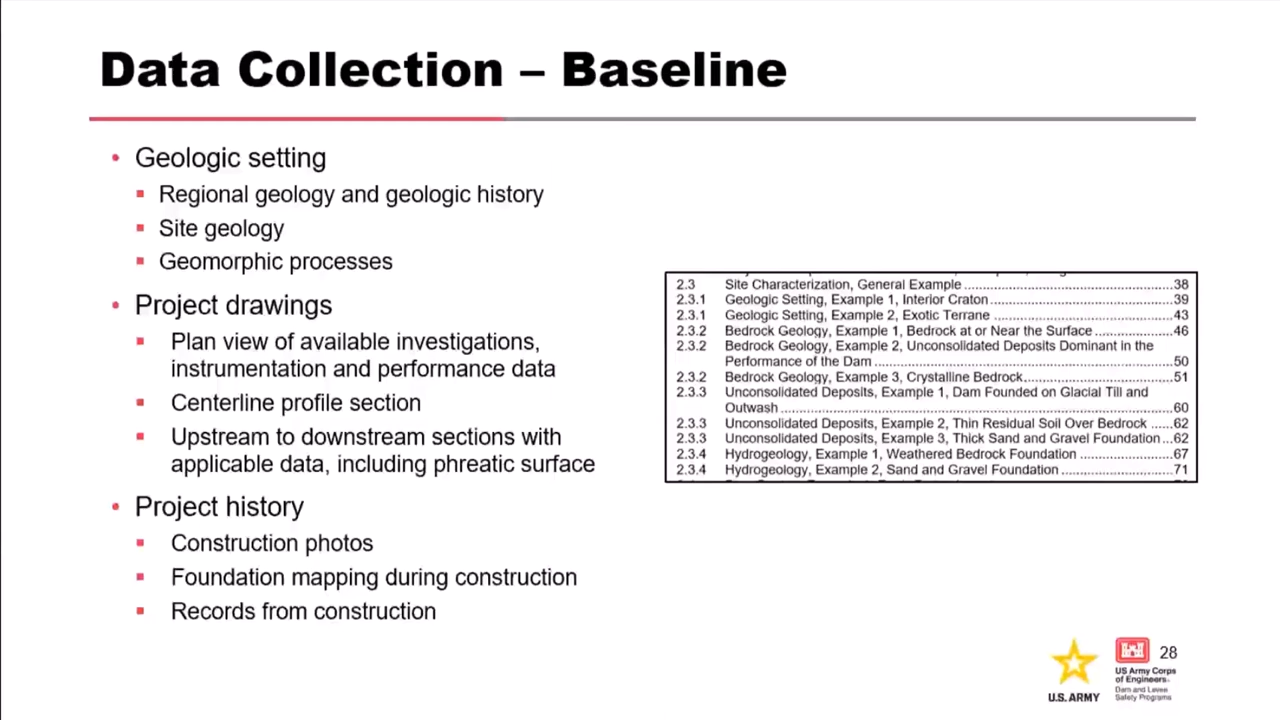 Data Collection – Baseline
• Geologic setting
▪ Regional geology and geologic history
▪ Site geology
▪ Geomorphic processes
• Project drawings
▪ Plan view of available investigations,
instrumentation and performance data
▪ Centerline profile section
▪ Upstream to downstream sections with
applicable data, including phreatic surface
• Project history
▪ Construction photos
▪ Foundation mapping during construction
▪ Records from construction
2.3 Site Characterization, General Example ........ 38
2.3.1 Geologic Setting, Example 1, Interior Craton ........ 39
2.3.1 Geologic Setting, Example 2, Exotic Terrane ........ 43
2.3.2 Bedrock Geology, Example 1, Bedrock at or Near the Surface ........ 46
2.3.2 Bedrock Geology, Example 2, Unconsolidated Deposits Dominant in the
Performance of the Dam ........ 50
2.3.2 Bedrock Geology, Example 3, Crystalline Bedrock ........ 51
2.3.3 Unconsolidated Deposits, Example 1, Dam Founded on Glacial Till and
Outwash ........ 60
2.3.3 Unconsolidated Deposits, Example 2, Thin Residual Soil Over Bedrock ...... 62
2.3.3 Unconsolidated Deposits, Example 3, Thick Sand and Gravel Foundation ... 62
2.3.4 Hydrogeology, Example 1, Weathered Bedrock Foundation ........ 67
2.3.4 Hydrogeology, Example 2, Sand and Gravel Foundation ........ 71
U.S. ARMY
US Army Corps
of Engineers
Dam and Levee
Safety Programs
28